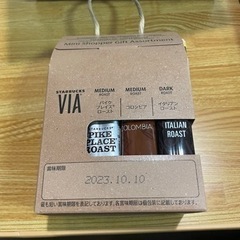 Mini Shopper Gift Assortment
STARBUCKS
VIA
MEDIUM
ROAST
パイクプレイス®
ロースト
MEDIUM
ROAST
コロンビア
DARK
ROAST
イタリアン
ロースト
PIKE
PLACE
ROAST
COLOMBIA
ITALIAN
ROAST
賞味期限
2023.10.10